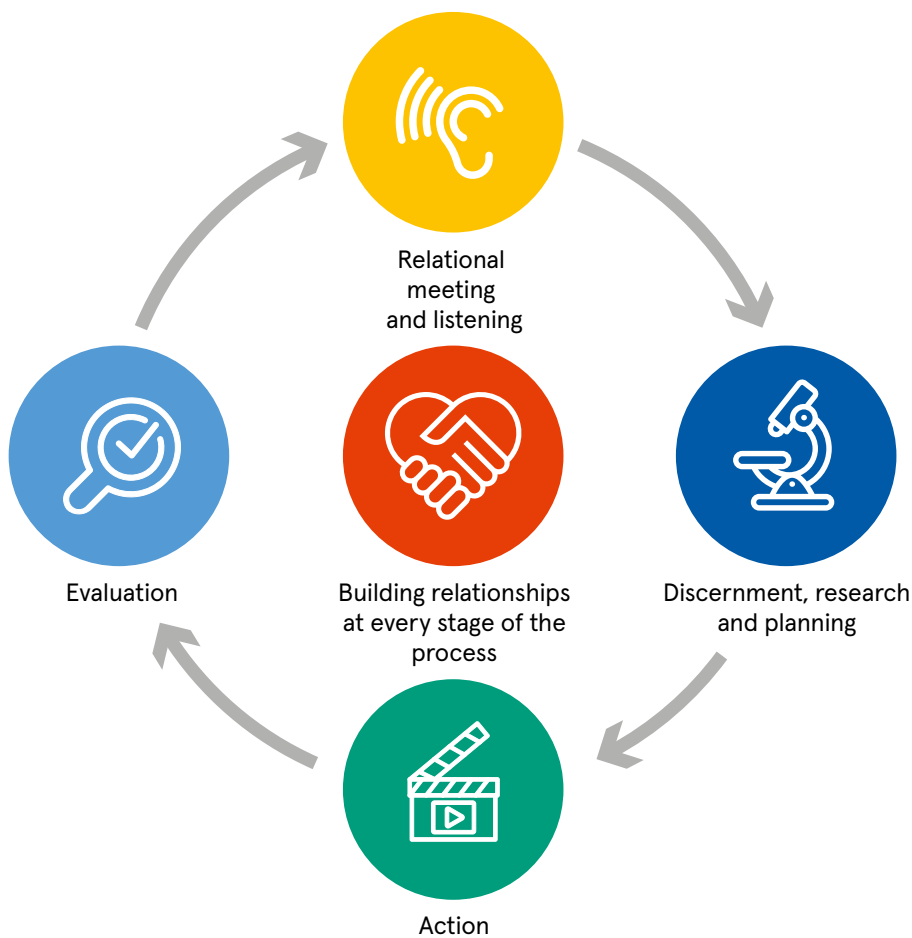 Relational
meeting
and listening
Evaluation
Building relationships
at every stage of the
process
Discernment, research
and planning
Action